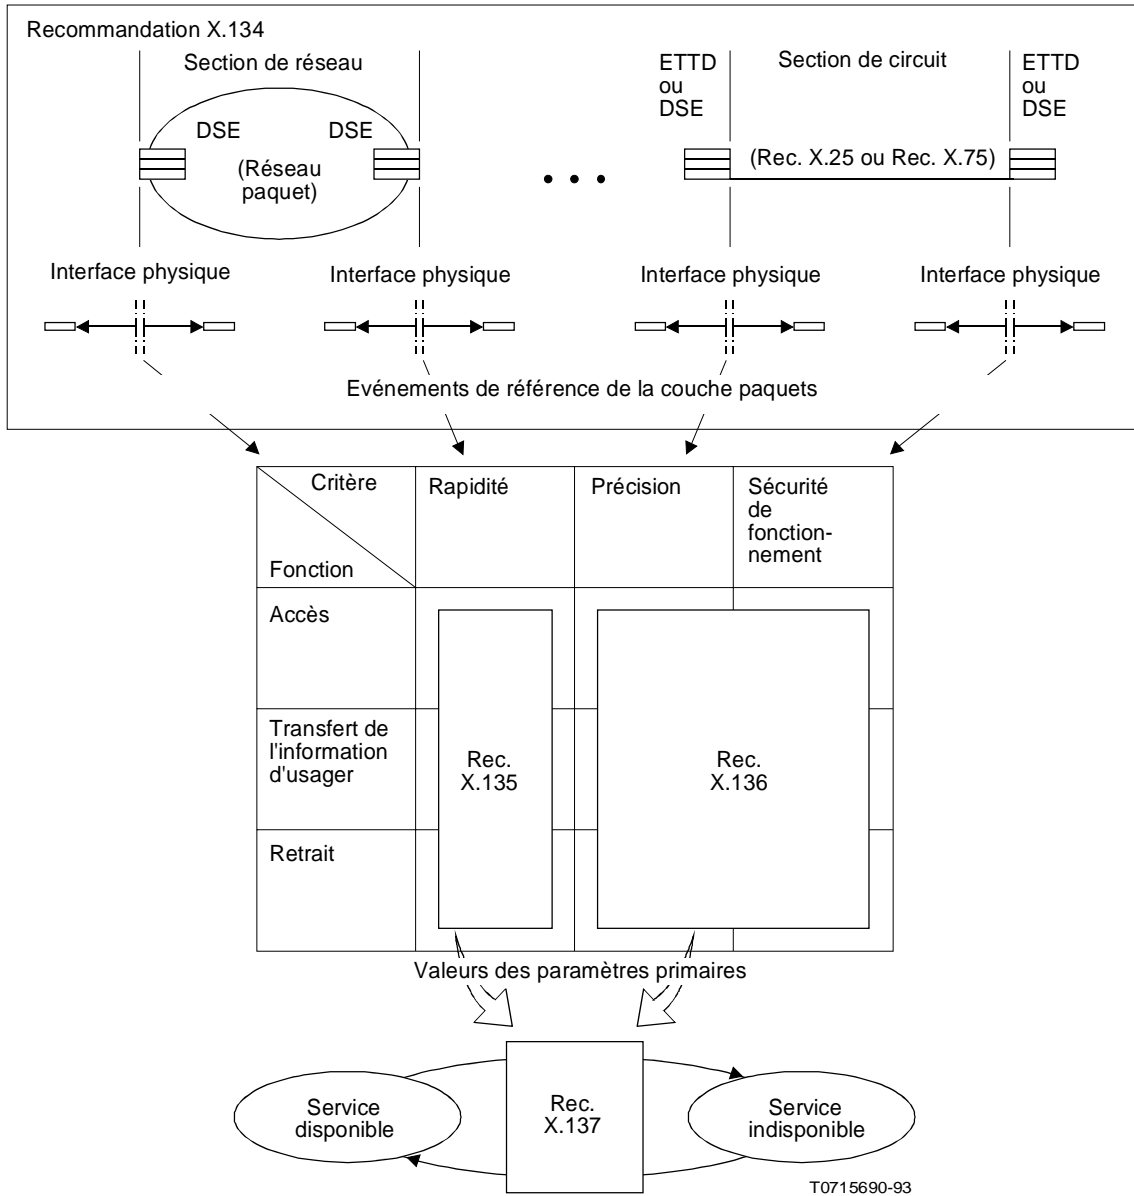 Recommandation X.134
Section de réseau
ETTD
ou
DSE
Section de circuit
ETTD
ou
DSE
DSE
DSE
(Réseau
paquet)
(Rec. X.25 ou Rec. X.75)
Interface physique
Interface physique
Interface physique
Interface physique
Evénements de référence de la couche paquets
Critère
Fonction
Rapidité
Précision
Sécurité
de
fonction-
nement
Accès
Transfert de
l'information
d'usager
Retrait
Rec.
X.135
Rec.
X.136
Valeurs des paramètres primaires
Service
disponible
Rec.
X.137
Service
indisponible
T0715690-93